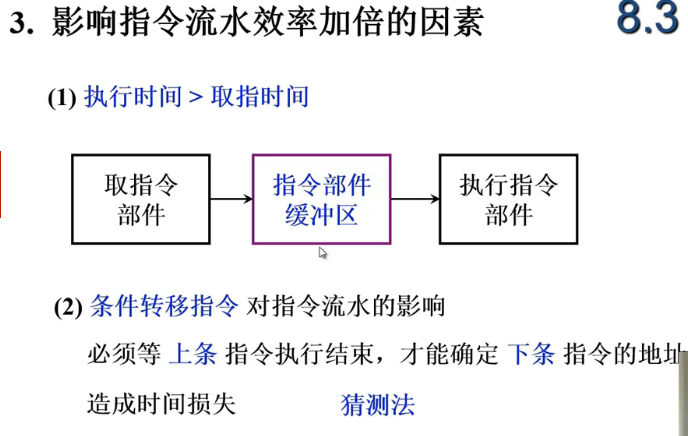 3. 影响指令流水效率加倍的因素
8.3
(1) 执行时间 > 取指时间
取指令
部件
指令部件
缓冲区
执行指令
部件
(2) 条件转移指令 对指令流水的影响
必须等 上条 指令执行结束，才能确定 下条 指令的地址
造成时间损失 猜测法